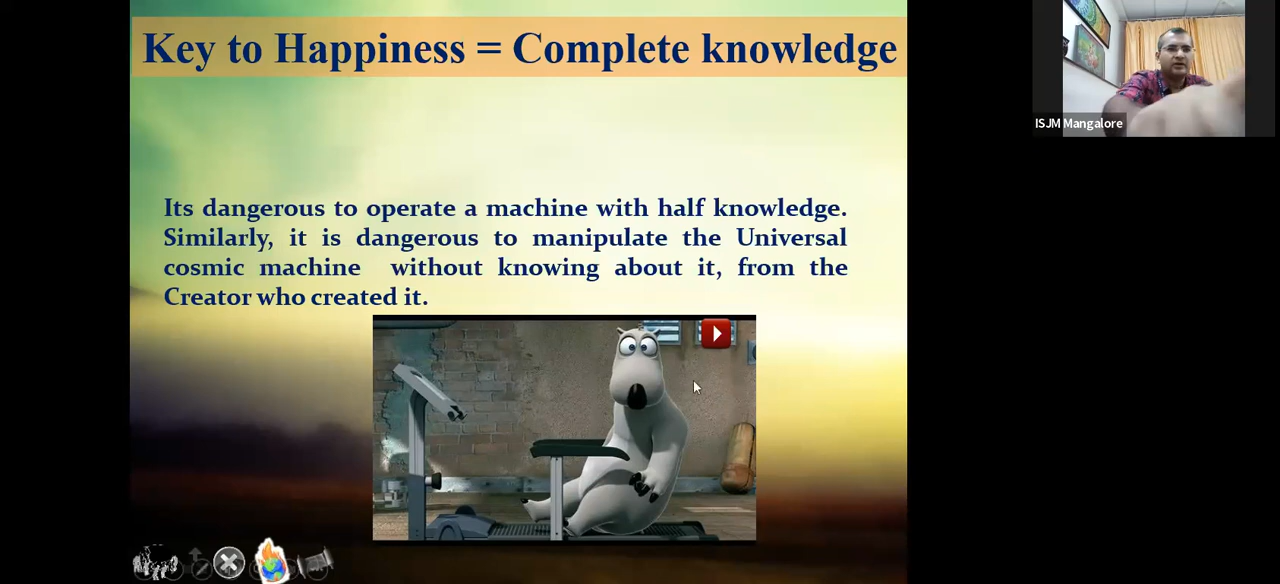 Key to Happiness = Complete knowledge
Its dangerous to operate a machine with half knowledge.
Similarly, it is dangerous to manipulate the Universal
cosmic machine without knowing about it, from the
Creator who created it.
ISJM Mangalore